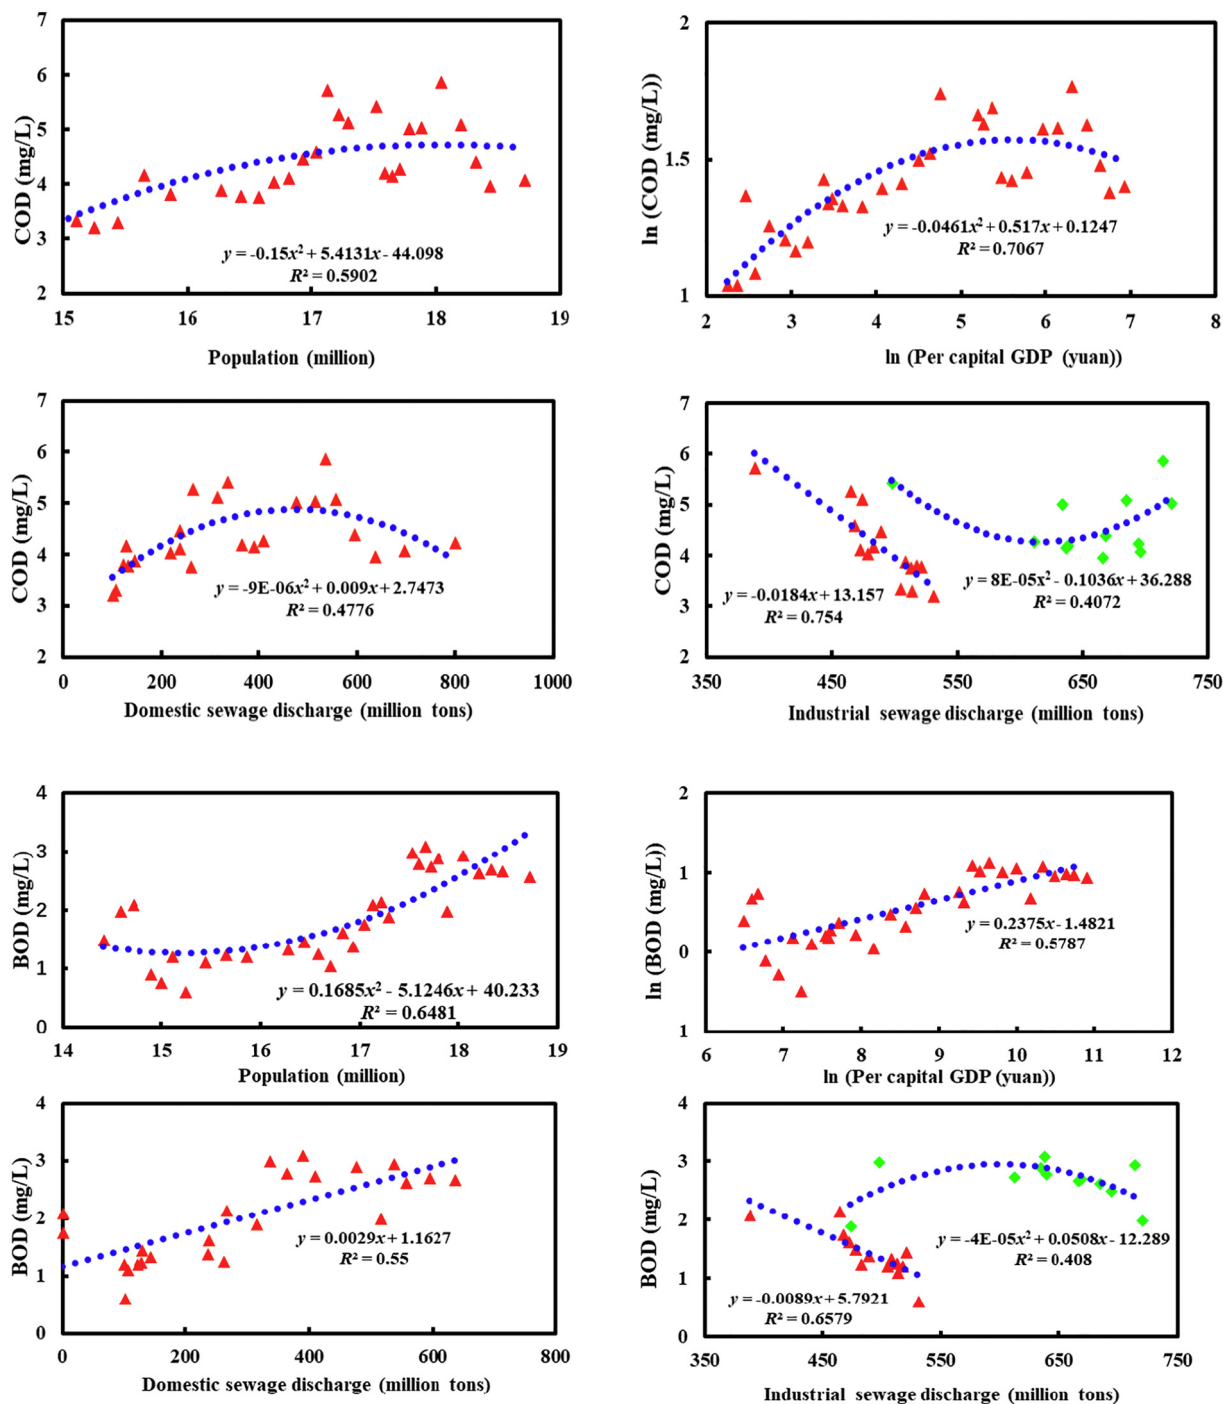 7
6
5
4
3
2
COD (mg/L)
y = -0.15x² + 5.4131x - 44.098
R² = 0.5902
15 16 17 18 19
Population (million)
2
1.5
1
ln (COD (mg/L))
y = -0.0461x² + 0.517x + 0.1247
R² = 0.7067
2 3 4 5 6 7 8
ln (Per capital GDP (yuan))
7
6
5
4
3
2
COD (mg/L)
y = -9E-06x² + 0.009x + 2.7473
R² = 0.4776
0 200 400 600 800 1000
Domestic sewage discharge (million tons)
7
6
5
4
3
2
COD (mg/L)
y = 8E-05x² - 0.1036x + 36.288
R² = 0.4072
y = -0.0184x + 13.157
R² = 0.754
350 450 550 650 750
Industrial sewage discharge (million tons)
4
3
2
1
0
BOD (mg/L)
y = 0.1685x² - 5.1246x + 40.233
R² = 0.6481
14 15 16 17 18 19
Population (million)
2
1
0
1
ln (BOD (mg/L))
y = 0.2375x - 1.4821
R² = 0.5787
6 7 8 9 10 11 12
ln (Per capital GDP (yuan))
4
3
2
1
0
BOD (mg/L)
y = 0.0029x + 1.1627
R² = 0.55
0 200 400 600 800
Domestic sewage discharge (million tons)
4
3
2
1
0
BOD (mg/L)
y = -4E-05x² + 0.0508x - 12.289
R² = 0.408
y = -0.0089x + 5.7921
R² = 0.6579
350 450 550 650 750
Industrial sewage discharge (million tons)